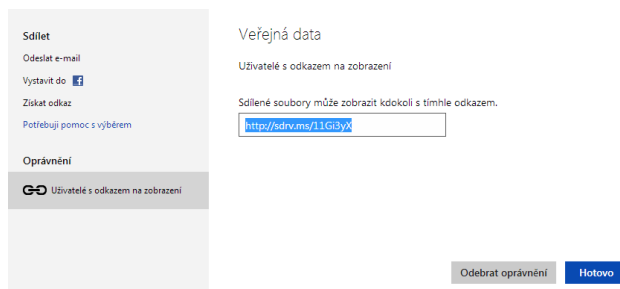 Sdílet
Odeslat e-mail
Vystavit do
Získat odkaz
Potřebuji pomoc s výběrem
Oprávnění
Uživatelé s odkazem na zobrazení
Veřejná data
Uživatelé s odkazem na zobrazení
Sdílené soubory může zobrazit kdokoli s tímhle odkazem.
http://sdrv.ms/11Gi3yX
Odebrat oprávnění
Hotovo